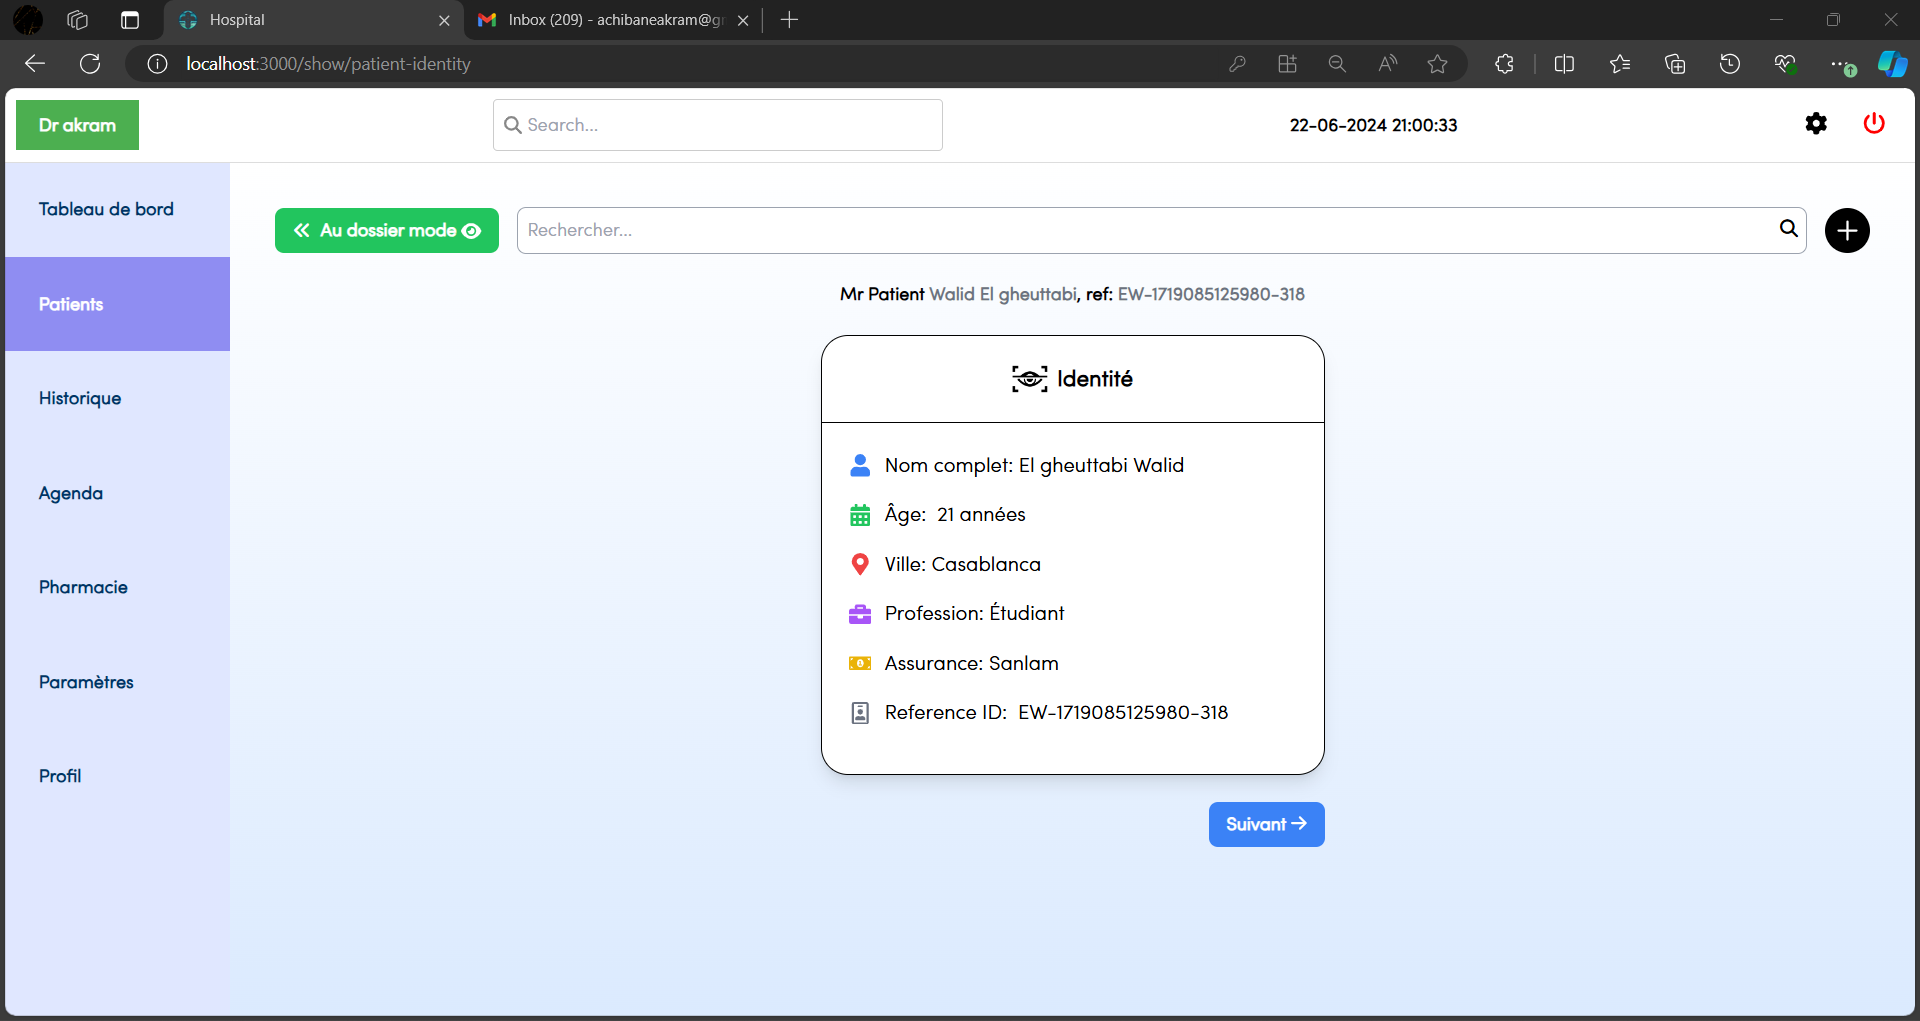 Hospital
Inbox (209) - achibaneakram@gr
localhost:3000/show/patient-identity
Dr akram
Search...
22-06-2024 21:00:33
Tableau de bord
Patients
Historique
Agenda
Pharmacie
Paramètres
Profil
Au dossier mode
Rechercher...
Mr Patient Walid El gheuttabi, ref: EW-1719085125980-318
Identité
Nom complet: El gheuttabi Walid
Âge: 21 années
Ville: Casablanca
Profession: Étudiant
Assurance: Sanlam
Reference ID: EW-1719085125980-318
Suivant